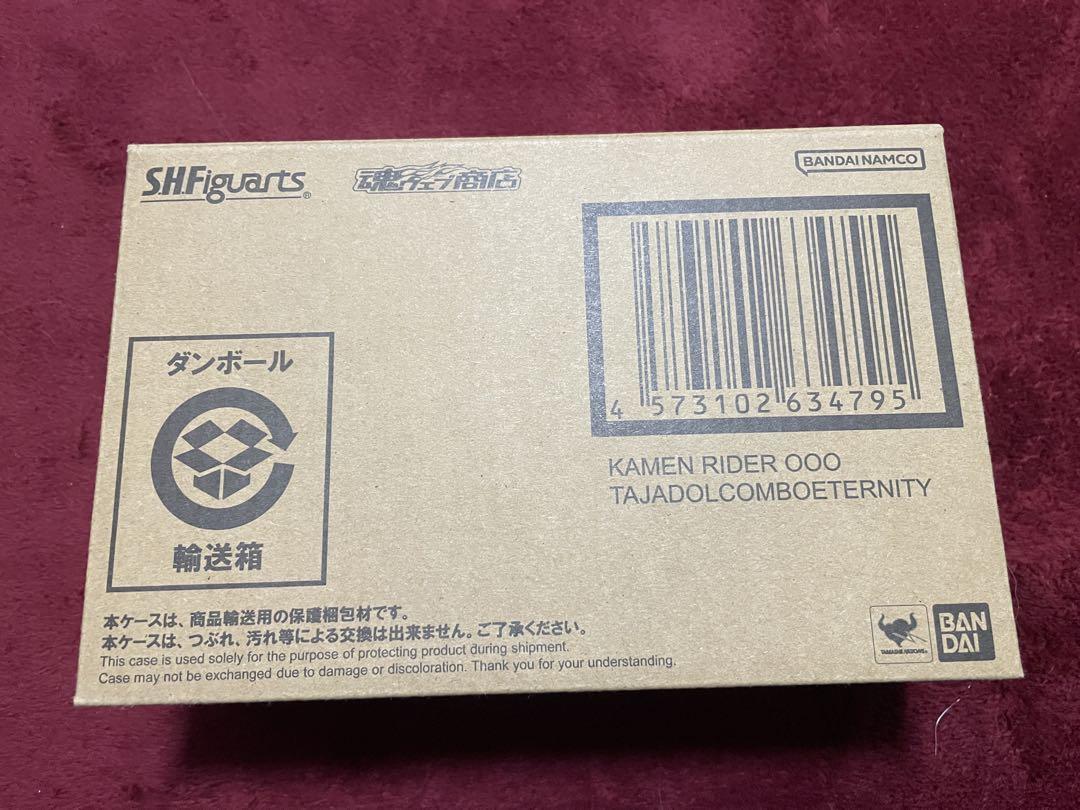 S.H.Figuarts®
魂ウェブ商店
BANDAI NAMCO
4 573102 634795
KAMEN RIDER OOO
TAJADOLCOMBOETERNITY
ダンボール
輸送箱
本ケースは、商品輸送用の保護梱包材です。
本ケースは、つぶれ、汚れ等による交換は出来ません。ご了承ください。
This case is used solely for the purpose of protecting product during shipment.
Case may not be exchanged due to damage or discoloration. Thank you for your understanding.
TAMASHII NATIONS®
BAN
DAI